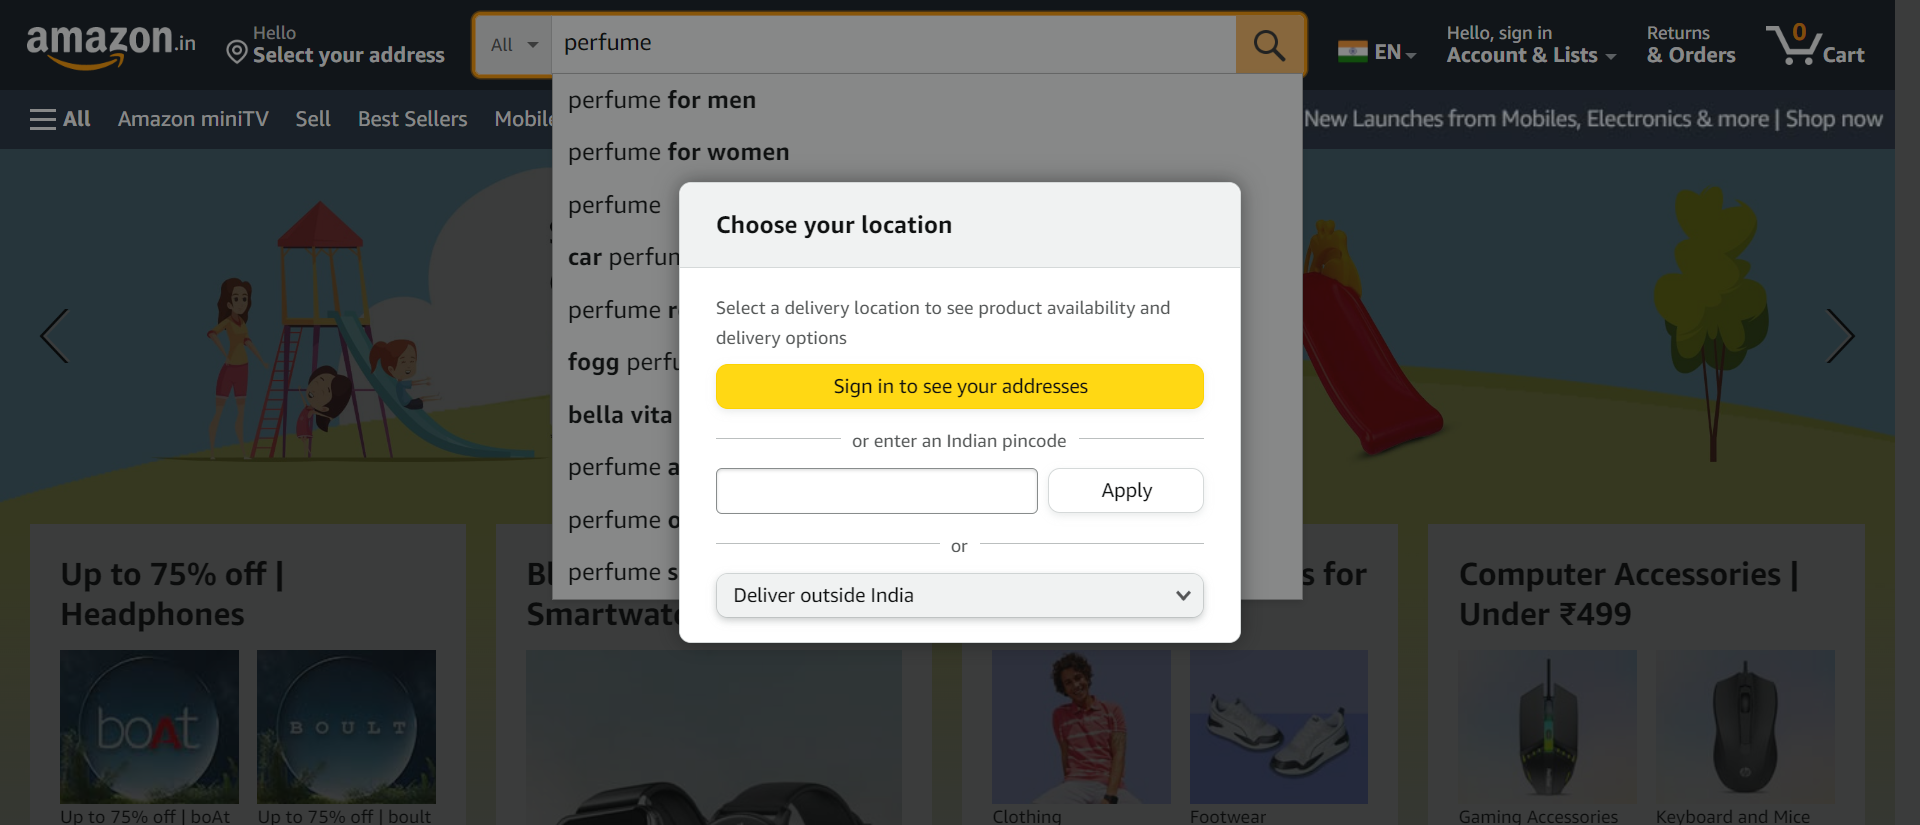 amazon.in
Hello
Select your address
All
perfume
EN
Hello, sign in
Account & Lists
Returns
& Orders
0
Cart
All
Amazon miniTV
Sell
Best Sellers
New Launches from Mobiles, Electronics & more | Shop now
perfume for men
perfume for women
perfume
car
perfume
fogg
bella vita
perfume
perfume
perfume
Choose your location
Select a delivery location to see product availability and
delivery options
Sign in to see your addresses
or enter an Indian pincode
Apply
or
Deliver outside India
Up to 75% off |
Headphones
s for
Computer Accessories |
Under ₹499
boAt
BOULT
hp
Up to 75% off | boAt
Up to 75% off | boult
Clothing
Footwear
Gaming Accessories
Keyboard and Mice